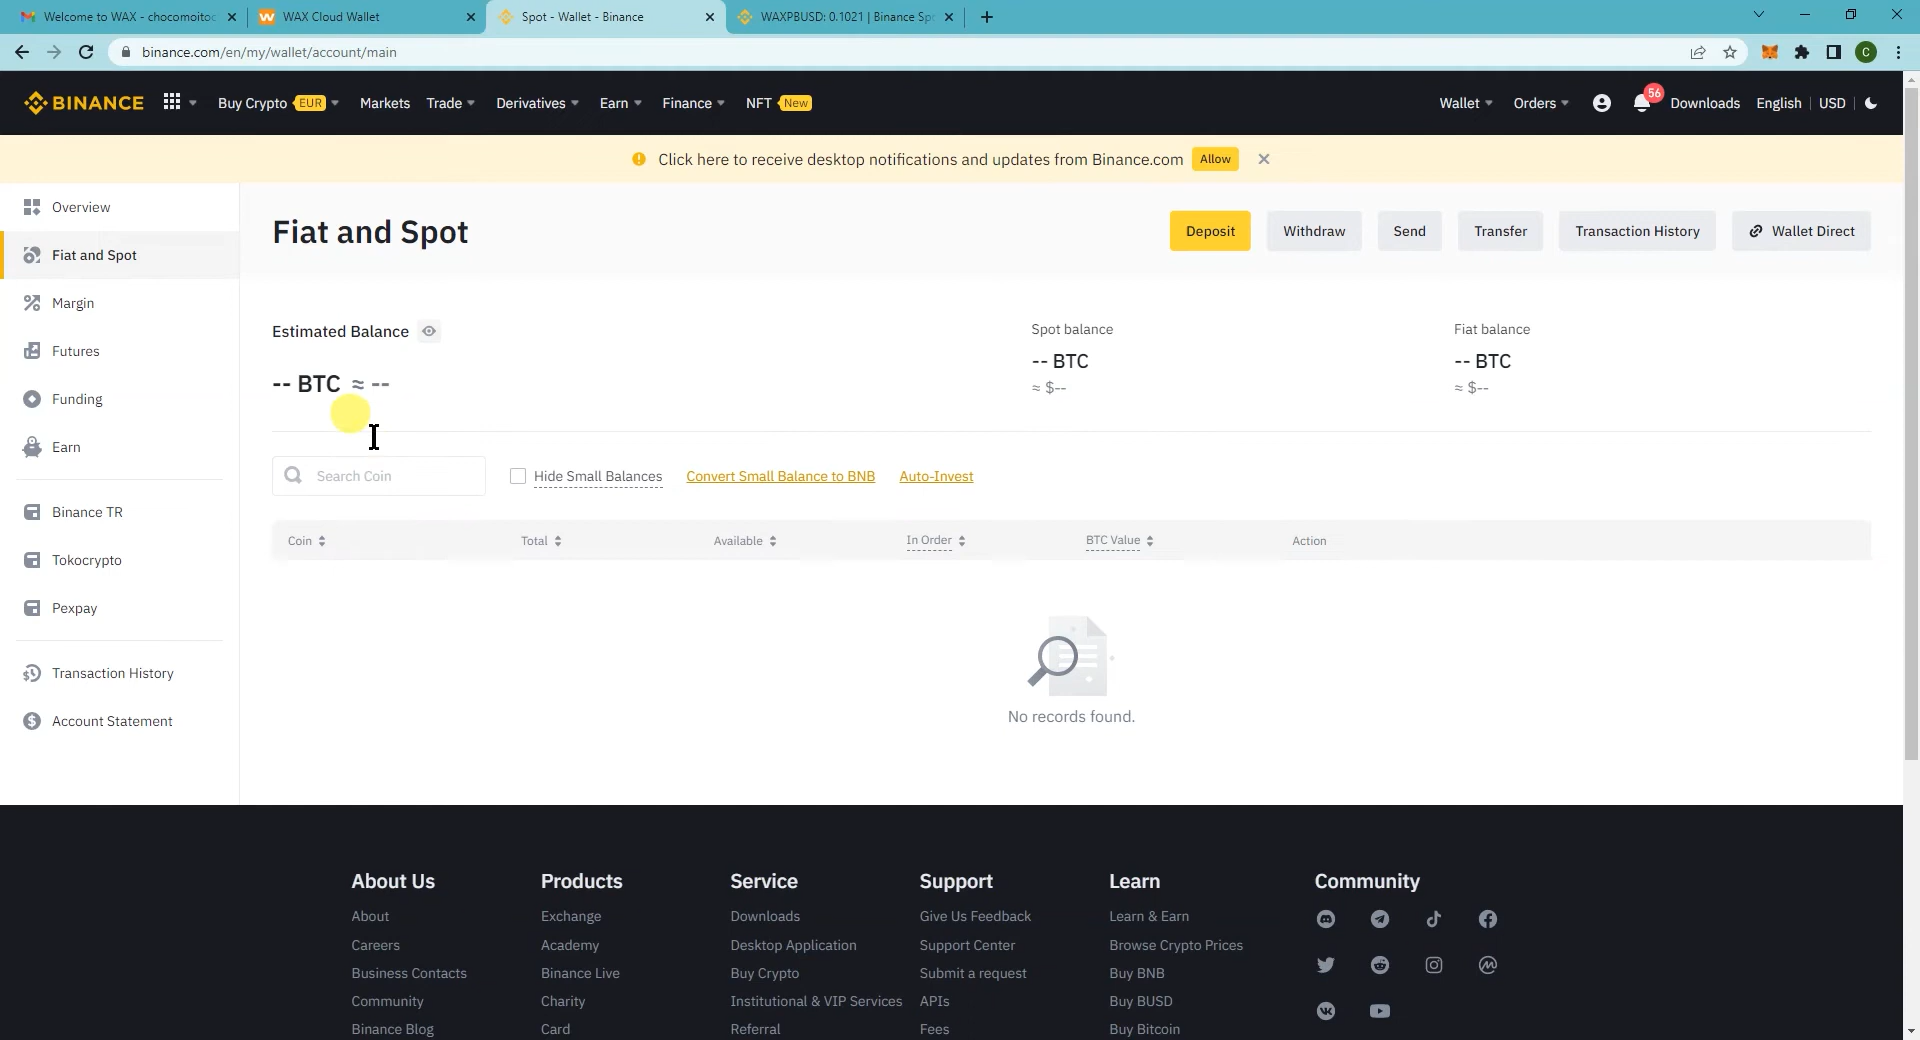 Welcome to WAX - chocomoitoc
WAX Cloud Wallet
Spot - Wallet - Binance
WAXPBUSD: 0.1021 | Binance Spo
binance.com/en/my/wallet/account/main
C
BINANCE
Buy Crypto EUR
Markets
Trade
Derivatives
Earn
Finance
NFT New
Wallet
Orders
56
Downloads
English
USD
Click here to receive desktop notifications and updates from Binance.com
Allow
Overview
Fiat and Spot
Margin
Futures
Funding
Earn
Binance TR
Tokocrypto
Pexpay
Transaction History
Account Statement
Fiat and Spot
Deposit
Withdraw
Send
Transfer
Transaction History
Wallet Direct
Estimated Balance
-- BTC ≈ --
Spot balance
-- BTC
≈ $--
Fiat balance
-- BTC
≈ $--
Search Coin
Hide Small Balances
Convert Small Balance to BNB
Auto-Invest
Coin
Total
Available
In Order
BTC Value
Action
No records found.
About Us
About
Careers
Business Contacts
Community
Binance Blog
Products
Exchange
Academy
Binance Live
Charity
Card
Service
Downloads
Desktop Application
Buy Crypto
Institutional & VIP Services
Referral
Support
Give Us Feedback
Support Center
Submit a request
APIs
Fees
Learn
Learn & Earn
Browse Crypto Prices
Buy BNB
Buy BUSD
Buy Bitcoin
Community